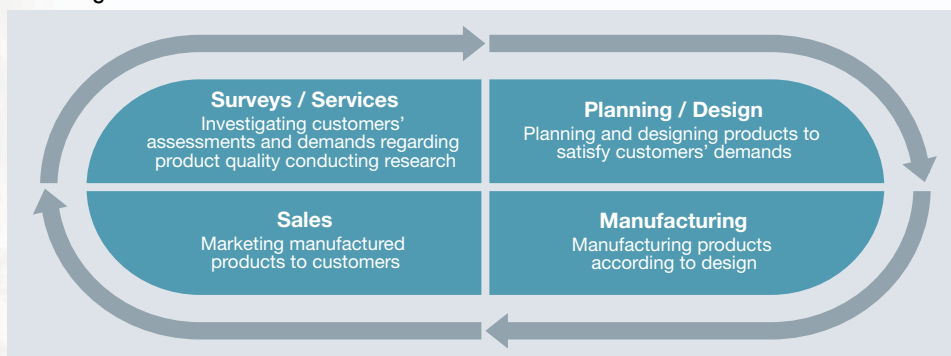 Surveys / Services
Investigating customers'
assessments and demands regarding
product quality conducting research
Planning / Design
Planning and designing products to
satisfy customers' demands
Sales
Marketing manufactured
products to customers
Manufacturing
Manufacturing products
according to design